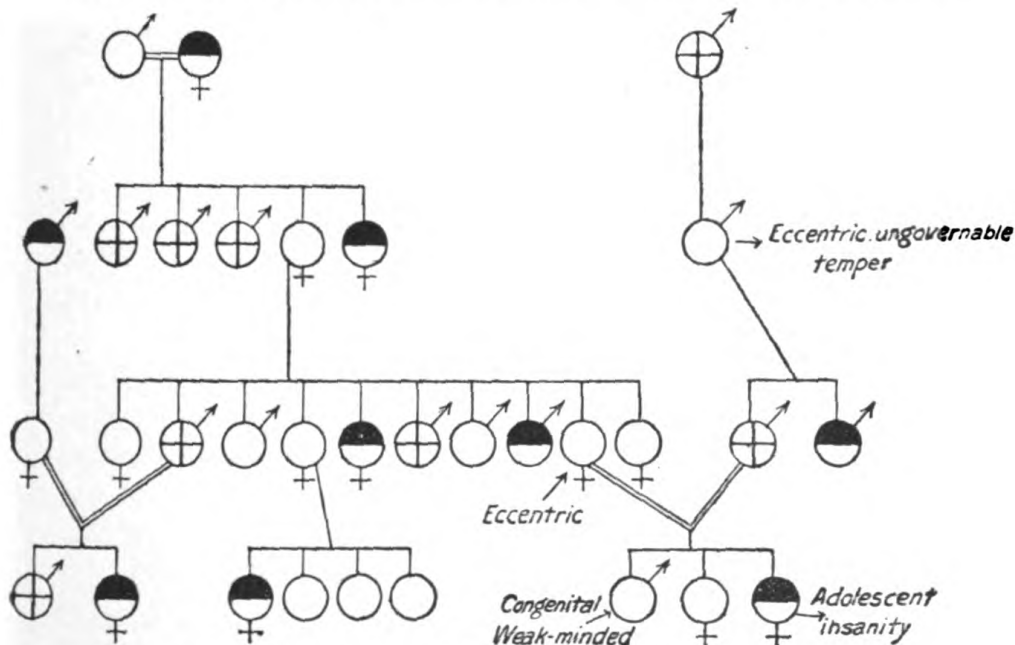 Eccentric. ungovernable
temper
Eccentric
Congenital
Weak-minded
Adolescent
insanity